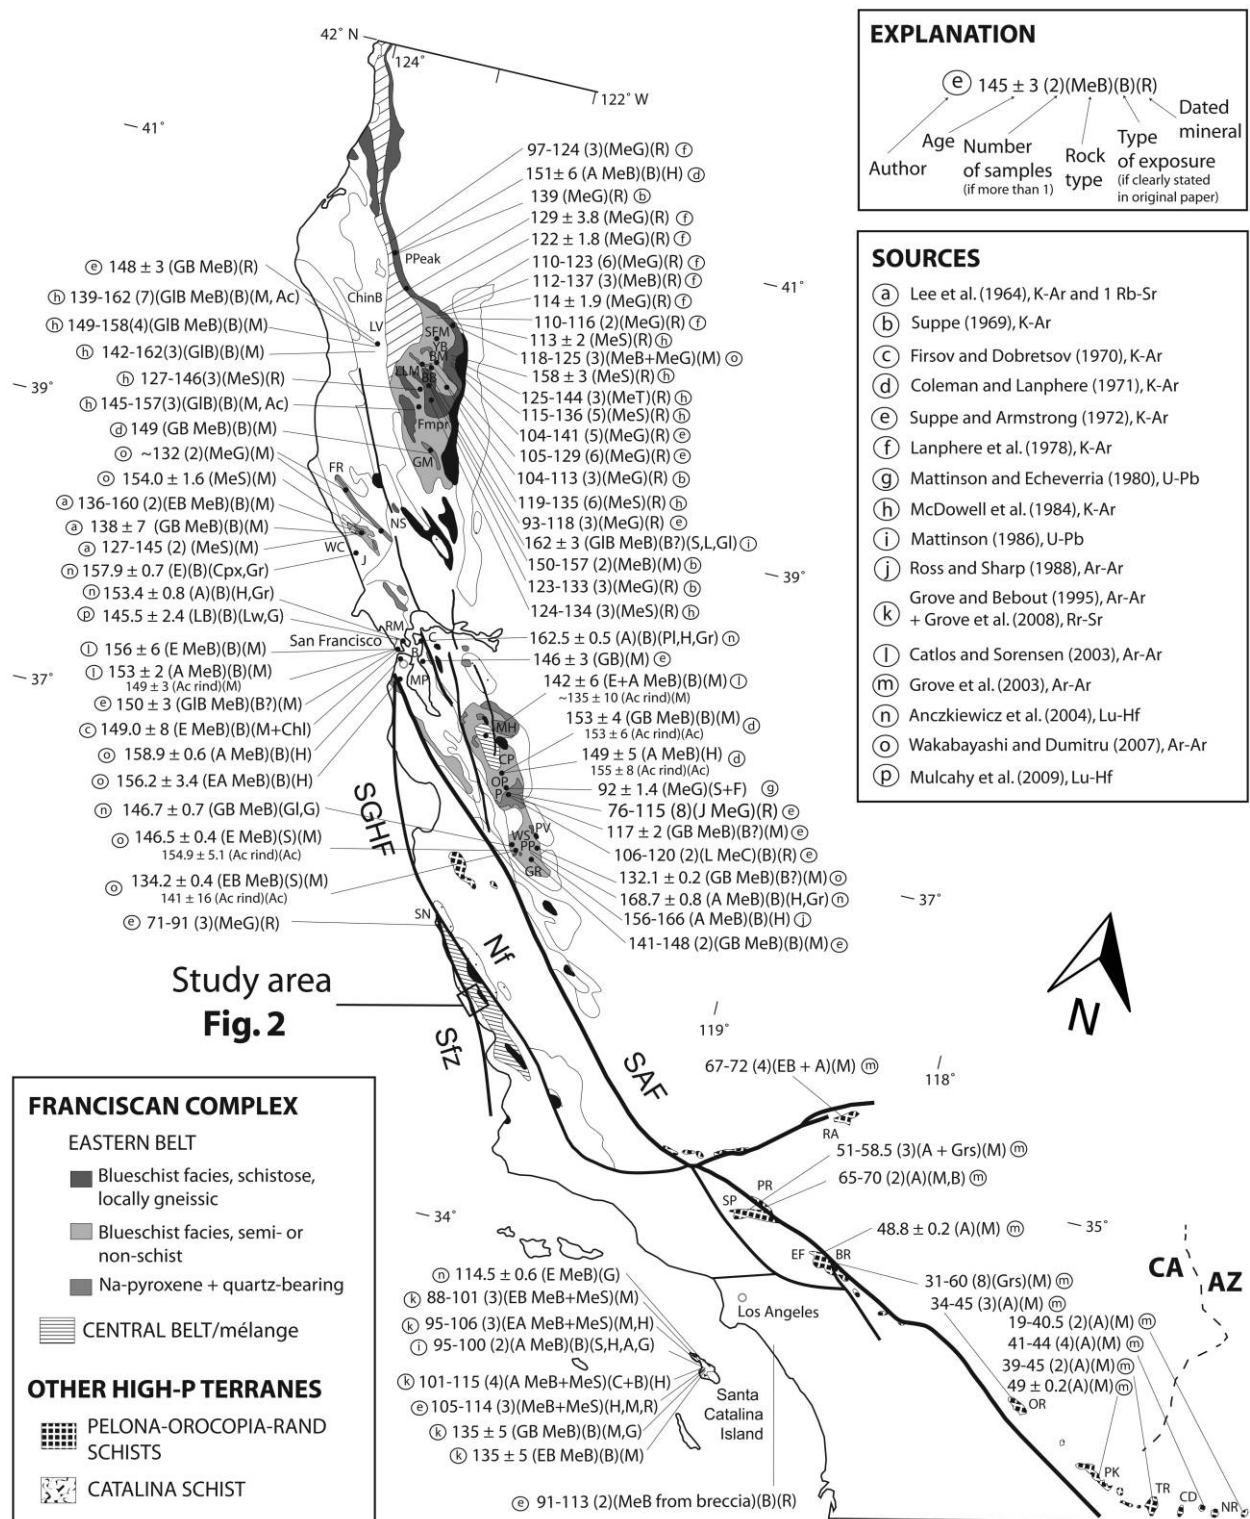 42° N
124°
122° W
41°
EXPLANATION
ⓔ 145 ± 3 (2)(MeB)(B)(R)
Author
Age
Number of samples (if more than 1)
Rock type
Type of exposure (if clearly stated in original paper)
Dated mineral
SOURCES
ⓐ Lee et al. (1964), K-Ar and 1 Rb-Sr
ⓑ Suppe (1969), K-Ar
ⓒ Firsov and Dobretsov (1970), K-Ar
ⓓ Coleman and Lanphere (1971), K-Ar
ⓔ Suppe and Armstrong (1972), K-Ar
ⓕ Lanphere et al. (1978), K-Ar
ⓖ Mattinson and Echeverria (1980), U-Pb
ⓗ McDowell et al. (1984), K-Ar
ⓘ Mattinson (1986), U-Pb
ⓙ Ross and Sharp (1988), Ar-Ar
ⓚ Grove and Bebout (1995), Ar-Ar
+ Grove et al. (2008), Rr-Sr
ⓛ Catlos and Sorensen (2003), Ar-Ar
ⓜ Grove et al. (2003), Ar-Ar
ⓝ Anczkiewicz et al. (2004), Lu-Hf
ⓞ Wakabayashi and Dumitru (2007), Ar-Ar
ⓟ Mulcahy et al. (2009), Lu-Hf
97-124 (3)(MeG)(R) ⓕ
151± 6 (A MeB)(B)(H) ⓓ
139 (MeG)(R) ⓑ
129 ± 3.8 (MeG)(R) ⓕ
122 ± 1.8 (MeG)(R) ⓕ
110-123 (6)(MeG)(R) ⓕ
112-137 (3)(MeB)(R) ⓕ
114 ± 1.9 (MeG)(R) ⓕ
110-116 (2)(MeG)(R) ⓕ
113 ± 2 (MeS)(R) ⓗ
118-125 (3)(MeB+MeG)(M) ⓞ
158 ± 3 (MeS)(R) ⓗ
125-144 (3)(MeT)(R) ⓗ
115-136 (5)(MeS)(R) ⓗ
104-141 (5)(MeG)(R) ⓔ
105-129 (6)(MeG)(R) ⓔ
104-113 (3)(MeG)(R) ⓑ
119-135 (6)(MeS)(R) ⓗ
93-118 (3)(MeG)(R) ⓔ
162 ± 3 (GlB MeB)(B?)(S,L,Gl) ⓘ
150-157 (2)(MeB)(M) ⓑ
123-133 (3)(MeG)(R) ⓑ
124-134 (3)(MeS)(R) ⓗ
162.5 ± 0.5 (A)(B)(Pl,H,Gr) ⓝ
146 ± 3 (GB)(M) ⓔ
142 ± 6 (E+A MeB)(B)(M) ⓛ
~135 ± 10 (Ac rind)(M)
153 ± 4 (GB MeB)(B)(M) ⓓ
153 ± 6 (Ac rind)(Ac)
149 ± 5 (A MeB)(H) ⓓ
155 ± 8 (Ac rind)(Ac)
92 ± 1.4 (MeG)(S+F) ⓖ
76-115 (8)(J MeG)(R) ⓔ
117 ± 2 (GB MeB)(B?)(M) ⓔ
106-120 (2)(L MeC)(B)(R) ⓔ
132.1 ± 0.2 (GB MeB)(B?)(M) ⓞ
168.7 ± 0.8 (A MeB)(B)(H,Gr) ⓝ
156-166 (A MeB)(B)(H) ⓙ
141-148 (2)(GB MeB)(B)(M) ⓔ
ⓔ 148 ± 3 (GB MeB)(R)
ⓗ 139-162 (7)(GlB MeB)(B)(M, Ac)
ⓗ 149-158(4)(GlB MeB)(B)(M)
ⓗ 142-162(3)(GlB)(B)(M)
ⓗ 127-146(3)(MeS)(R)
ⓗ 145-157(3)(GlB)(B)(M, Ac)
ⓓ 149 (GB MeB)(B)(M)
ⓞ ~132 (2)(MeG)(M)
ⓞ 154.0 ± 1.6 (MeS)(M)
ⓐ 136-160 (2)(EB MeB)(B)(M)
ⓐ 138 ± 7 (GB MeB)(B)(M)
ⓐ 127-145 (2) (MeS)(M)
ⓝ 157.9 ± 0.7 (E)(B)(Cpx,Gr)
ⓝ 153.4 ± 0.8 (A)(B)(H,Gr)
ⓟ 145.5 ± 2.4 (LB)(B)(Lw,G)
ⓛ 156 ± 6 (E MeB)(B)(M)
ⓛ 153 ± 2 (A MeB)(B)(M)
149 ± 3 (Ac rind)(M)
ⓔ 150 ± 3 (GlB MeB)(B?)(M)
ⓒ 149.0 ± 8 (E MeB)(B)(M+Chl)
ⓞ 158.9 ± 0.6 (A MeB)(B)(H)
ⓞ 156.2 ± 3.4 (EA MeB)(B)(H)
ⓝ 146.7 ± 0.7 (GB MeB)(Gl,G)
ⓞ 146.5 ± 0.4 (E MeB)(S)(M)
154.9 ± 5.1 (Ac rind)(Ac)
ⓞ 134.2 ± 0.4 (EB MeB)(S)(M)
141 ± 16 (Ac rind)(Ac)
ⓔ 71-91 (3)(MeG)(R)
PPeak
ChinB
LV
SFM
YB
BM
LLM
BB
Fmpr
GM
41°
39°
FR
NS
WC
J
39°
RM
San Francisco
C
B
MP
37°
MH
CP
OP
P
PV
WS
PP
GR
37°
SGHF
SN
Nf
Study area
Fig. 2
Sfz
SAF
N
119°
118°
67-72 (4)(EB + A)(M) ⓜ
RA
51-58.5 (3)(A + Grs)(M) ⓜ
65-70 (2)(A)(M,B) ⓜ
PR
SP
48.8 ± 0.2 (A)(M) ⓜ
35°
34°
EF
BR
CA
AZ
31-60 (8)(Grs)(M) ⓜ
34-45 (3)(A)(M) ⓜ
19-40.5 (2)(A)(M) ⓜ
41-44 (4)(A)(M) ⓜ
39-45 (2)(A)(M) ⓜ
49 ± 0.2(A)(M) ⓜ
OR
PK
TR
CD
NR
Los Angeles
Santa
Catalina
Island
ⓝ 114.5 ± 0.6 (E MeB)(G)
ⓚ 88-101 (3)(EB MeB+MeS)(M)
ⓚ 95-106 (3)(EA MeB+MeS)(M,H)
ⓘ 95-100 (2)(A MeB)(B)(S,H,A,G)
ⓚ 101-115 (4)(A MeB+MeS)(C+B)(H)
ⓔ 105-114 (3)(MeB+MeS)(H,M,R)
ⓚ 135 ± 5 (GB MeB)(B)(M,G)
ⓚ 135 ± 5 (EB MeB)(B)(M)
ⓔ 91-113 (2)(MeB from breccia)(B)(R)
FRANCISCAN COMPLEX
EASTERN BELT
Blueschist facies, schistose,
locally gneissic
Blueschist facies, semi- or
non-schist
Na-pyroxene + quartz-bearing
CENTRAL BELT/mélange
OTHER HIGH-P TERRANES
PELONA-OROCOPIA-RAND
SCHISTS
CATALINA SCHIST